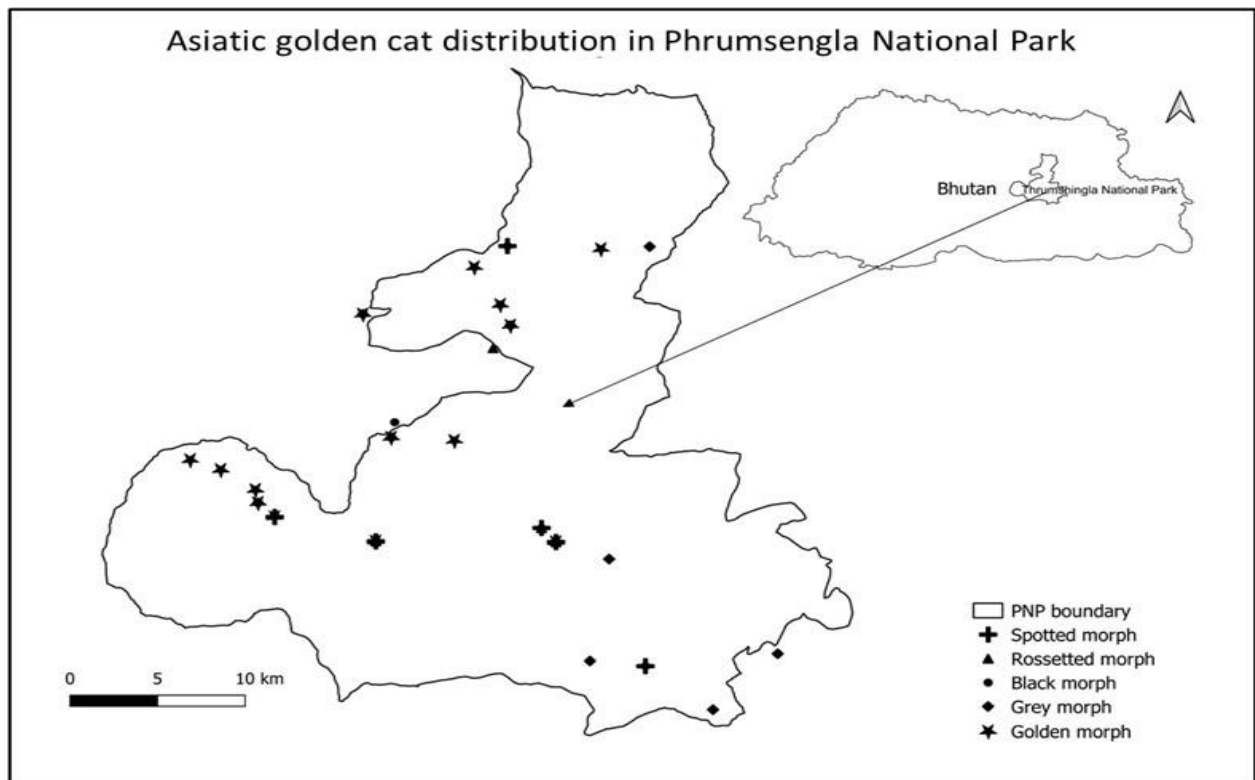 Asiatic golden cat distribution in Phrumsengla National Park
Bhutan
Thrumshingla National Park
PNP boundary
Spotted morph
Rossetted morph
Black morph
Grey morph
Golden morph
0 5 10 km